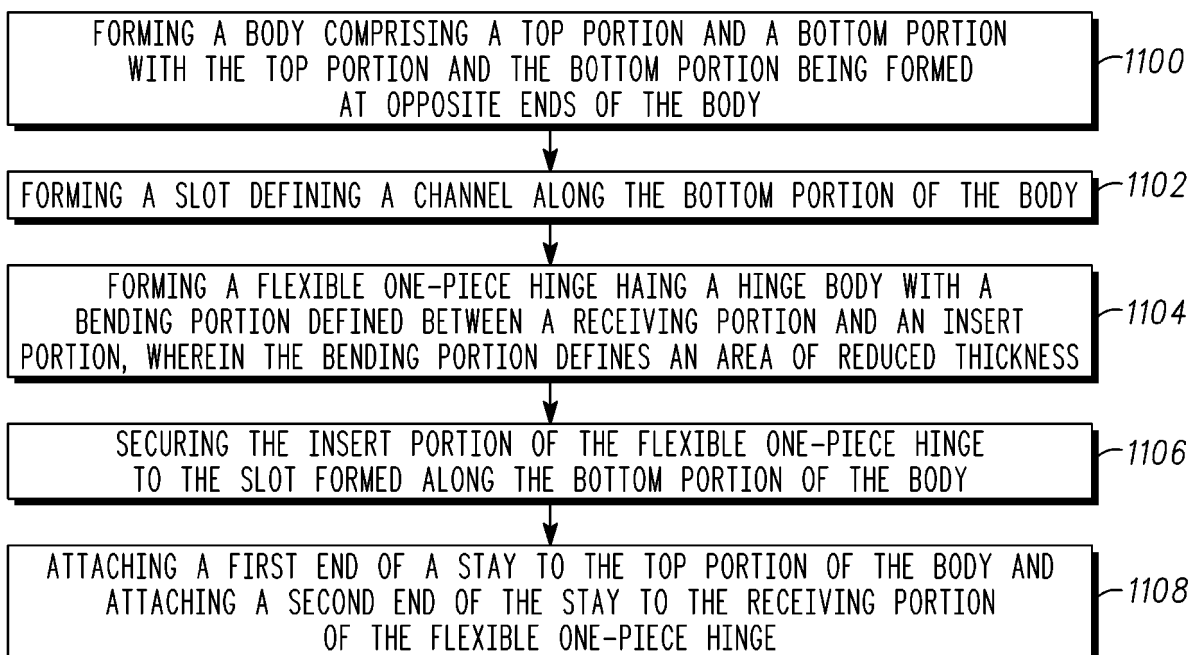 FORMING A BODY COMPRISING A TOP PORTION AND A BOTTOM PORTION
WITH THE TOP PORTION AND THE BOTTOM PORTION BEING FORMED
AT OPPOSITE ENDS OF THE BODY
1100
FORMING A SLOT DEFINING A CHANNEL ALONG THE BOTTOM PORTION OF THE BODY
1102
FORMING A FLEXIBLE ONE-PIECE HINGE HAING A HINGE BODY WITH A
BENDING PORTION DEFINED BETWEEN A RECEIVING PORTION AND AN INSERT
PORTION, WHEREIN THE BENDING PORTION DEFINES AN AREA OF REDUCED THICKNESS
1104
SECURING THE INSERT PORTION OF THE FLEXIBLE ONE-PIECE HINGE
TO THE SLOT FORMED ALONG THE BOTTOM PORTION OF THE BODY
1106
ATTACHING A FIRST END OF A STAY TO THE TOP PORTION OF THE BODY AND
ATTACHING A SECOND END OF THE STAY TO THE RECEIVING PORTION
OF THE FLEXIBLE ONE-PIECE HINGE
1108